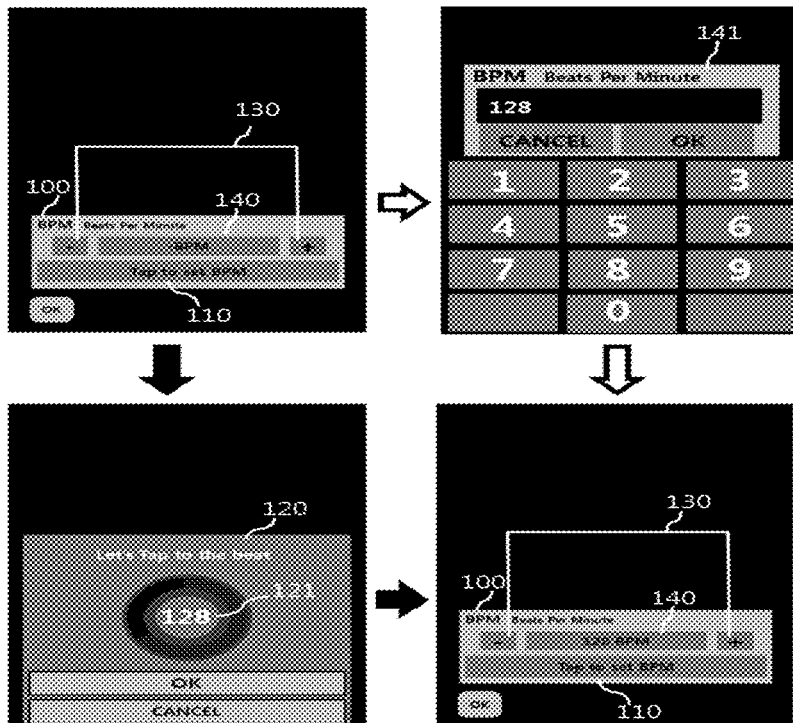 130
100
140
BPM Beats Per Minute
- BPM +
Tap to set BPM
110
OK
141
BPM Beats Per Minute
128
CANCEL OK
1 2 3
4 5 6
7 8 9
0
120
Let's Tap to the beat
121
128
OK
CANCEL
130
100
140
BPM Beats Per Minute
- 128 BPM +
Tap to set BPM
110
OK